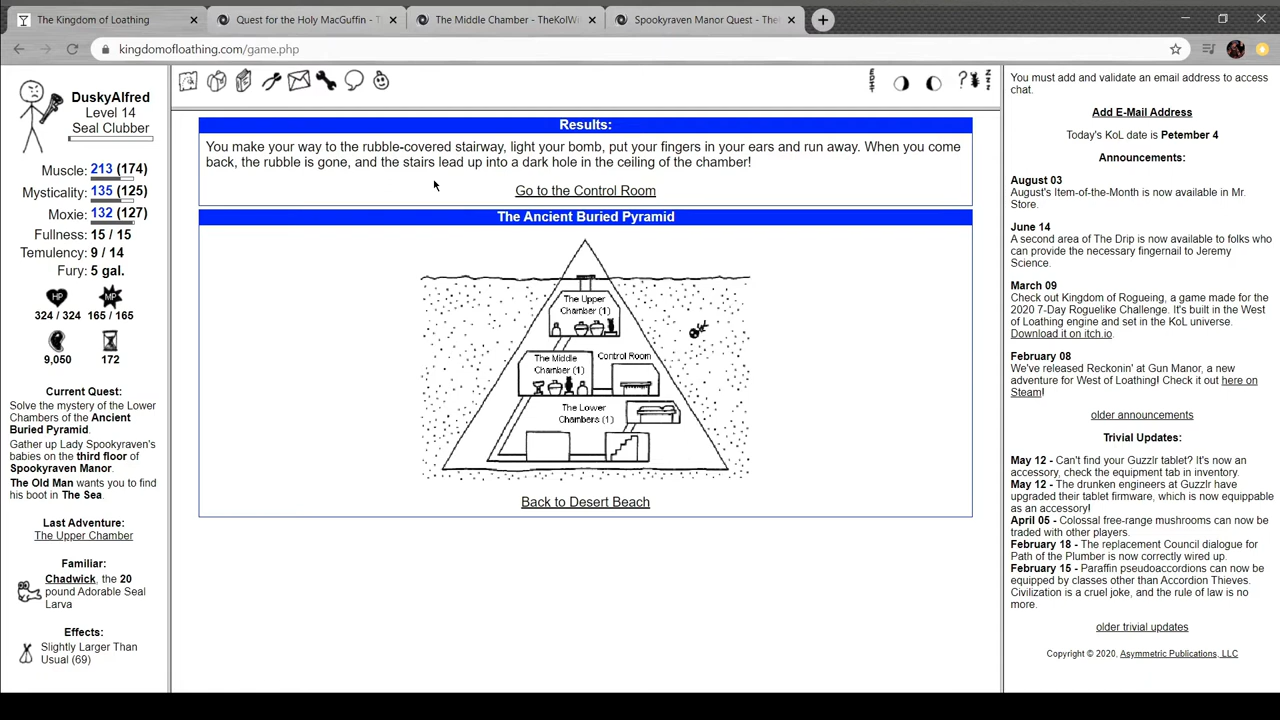 The Kingdom of Loathing
Quest for the Holy MacGuffin - T
The Middle Chamber - TheKolWi
Spookyraven Manor Quest - The
kingdomofloathing.com/game.php
DuskyAlfred
Level 14
Seal Clubber
Muscle: 213 (174)
Mysticality: 135 (125)
Moxie: 132 (127)
Fullness: 15 / 15
Temulency: 9 / 14
Fury: 5 gal.
HP MP
324 / 324 165 / 165
9,050 172
Current Quest:
Solve the mystery of the Lower
Chambers of the Ancient
Buried Pyramid.
Gather up Lady Spookyraven's
babies on the third floor of
Spookyraven Manor.
The Old Man wants you to find
his boot in The Sea.
Last Adventure:
The Upper Chamber
Familiar:
Chadwick, the 20
pound Adorable Seal
Larva
Effects:
Slightly Larger Than
Usual (69)
Results:
You make your way to the rubble-covered stairway, light your bomb, put your fingers in your ears and run away. When you come
back, the rubble is gone, and the stairs lead up into a dark hole in the ceiling of the chamber!
Go to the Control Room
The Ancient Buried Pyramid
The Upper
Chamber (1)
The Middle
Chamber (1)
Control Room
The Lower
Chambers (1)
Back to Desert Beach
You must add and validate an email address to access
chat.
Add E-Mail Address
Today's KoL date is Petember 4
Announcements:
August 03
August's Item-of-the-Month is now available in Mr.
Store.
June 14
A second area of The Drip is now available to folks who
can provide the necessary fingernail to Jeremy
Science.
March 09
Check out Kingdom of Rogueing, a game made for the
2020 7-Day Roguelike Challenge. It's built in the West
of Loathing engine and set in the KoL universe.
Download it on itch.io.
February 08
We've released Reckonin' at Gun Manor, a new
adventure for West of Loathing! Check it out here on
Steam!
older announcements
Trivial Updates:
May 12 - Can't find your Guzzlr tablet? It's now an
accessory, check the equipment tab in inventory.
May 12 - The drunken engineers at Guzzlr have
upgraded their tablet firmware, which is now equippable
as an accessory!
April 05 - Colossal free-range mushrooms can now be
traded with other players.
February 18 - The replacement Council dialogue for
Path of the Plumber is now correctly wired up.
February 15 - Paraffin pseudoaccordions can now be
equipped by classes other than Accordion Thieves.
Civilization is a cruel joke, and the rule of law is no
more.
older trivial updates
Copyright © 2020, Asymmetric Publications, LLC